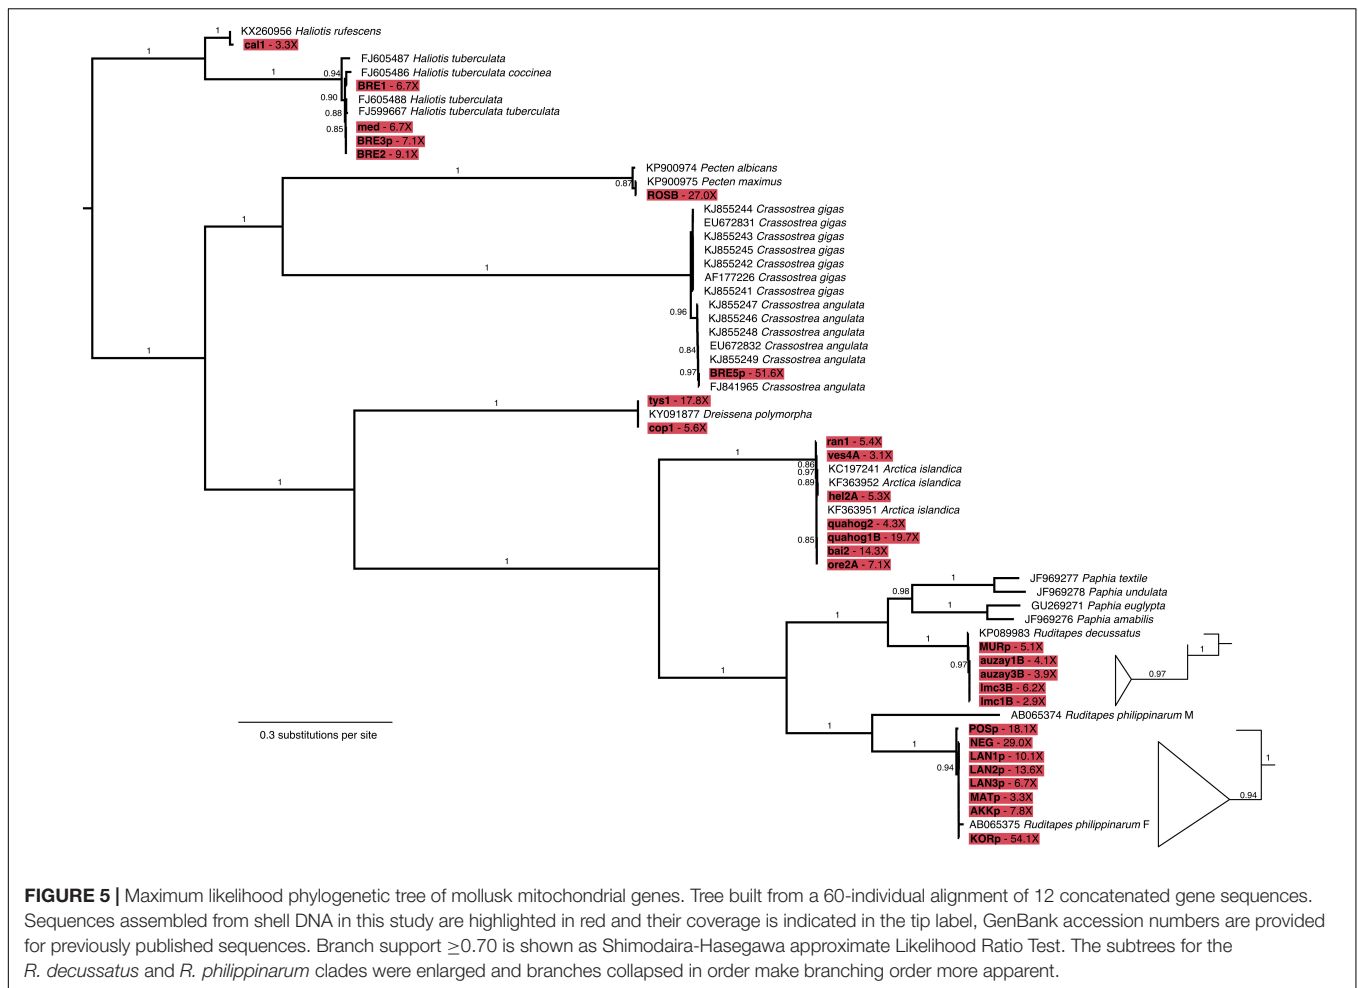 1
KX260956 Haliotis rufescens
cal1 - 3.3X
1
1
FJ605487 Haliotis tuberculata
0.94
FJ605486 Haliotis tuberculata coccinea
BRE1 - 6.7X
0.90
FJ605488 Haliotis tuberculata
0.88
FJ599667 Haliotis tuberculata tuberculata
0.85
med - 6.7X
BRE3p - 7.1X
BRE2 - 9.1X
1
KP900974 Pecten albicans
0.87
KP900975 Pecten maximus
ROSB - 27.0X
1
KJ855244 Crassostrea gigas
EU672831 Crassostrea gigas
KJ855243 Crassostrea gigas
KJ855245 Crassostrea gigas
1
KJ855242 Crassostrea gigas
AF177226 Crassostrea gigas
KJ855241 Crassostrea gigas
KJ855247 Crassostrea angulata
0.96
KJ855246 Crassostrea angulata
KJ855248 Crassostrea angulata
0.84
EU672832 Crassostrea angulata
KJ855249 Crassostrea angulata
0.97
BRE5p - 51.6X
FJ841965 Crassostrea angulata
1
1
tys1 - 17.8X
KY091877 Dreissena polymorpha
cop1 - 5.6X
1
1
ran1 - 5.4X
ves4A - 3.1X
0.86
0.97
KC197241 Arctica islandica
0.89
KF363952 Arctica islandica
hel2A - 5.3X
KF363951 Arctica islandica
quahog2 - 4.3X
0.85
quahog1B - 19.7X
bai2 - 14.3X
ore2A - 7.1X
1
1
JF969277 Paphia textile
0.98
JF969278 Paphia undulata
1
GU269271 Paphia euglypta
JF969276 Paphia amabilis
1
1
KP089983 Ruditapes decussatus
MURp - 5.1X
0.97
auzay1B - 4.1X
auzay3B - 3.9X
lmc3B - 6.2X
lmc1B - 2.9X
1
0.97
1
1
AB065374 Ruditapes philippinarum M
1
POSp - 18.1X
NEG - 29.0X
LAN1p - 10.1X
0.94
LAN2p - 13.6X
LAN3p - 6.7X
MATp - 3.3X
AKKp - 7.8X
AB065375 Ruditapes philippinarum F
KORp - 54.1X
1
0.94
0.3 substitutions per site
FIGURE 5 | Maximum likelihood phylogenetic tree of mollusk mitochondrial genes. Tree built from a 60-individual alignment of 12 concatenated gene sequences.
Sequences assembled from shell DNA in this study are highlighted in red and their coverage is indicated in the tip label, GenBank accession numbers are provided
for previously published sequences. Branch support ≥0.70 is shown as Shimodaira-Hasegawa approximate Likelihood Ratio Test. The subtrees for the
R. decussatus and R. philippinarum clades were enlarged and branches collapsed in order make branching order more apparent.